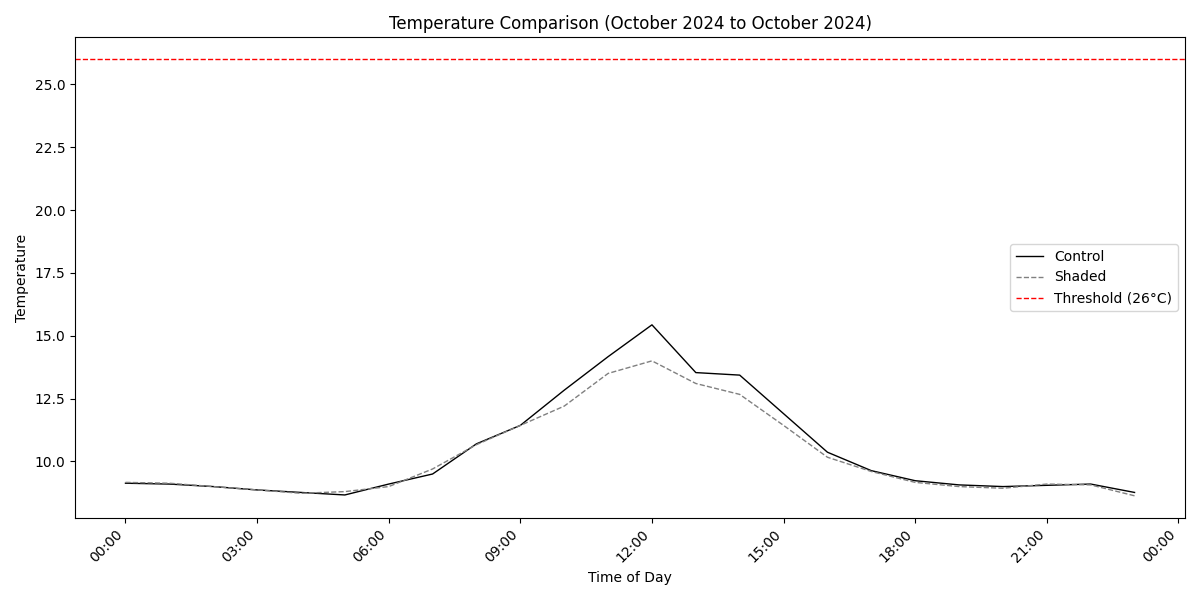 Temperature Comparison (October 2024 to October 2024)
25.0
22.5
20.0
17.5
15.0
12.5
10.0
Temperature
Control
Shaded
Threshold (26°C)
00:00
03:00
06:00
09:00
12:00
15:00
18:00
21:00
00:00
Time of Day